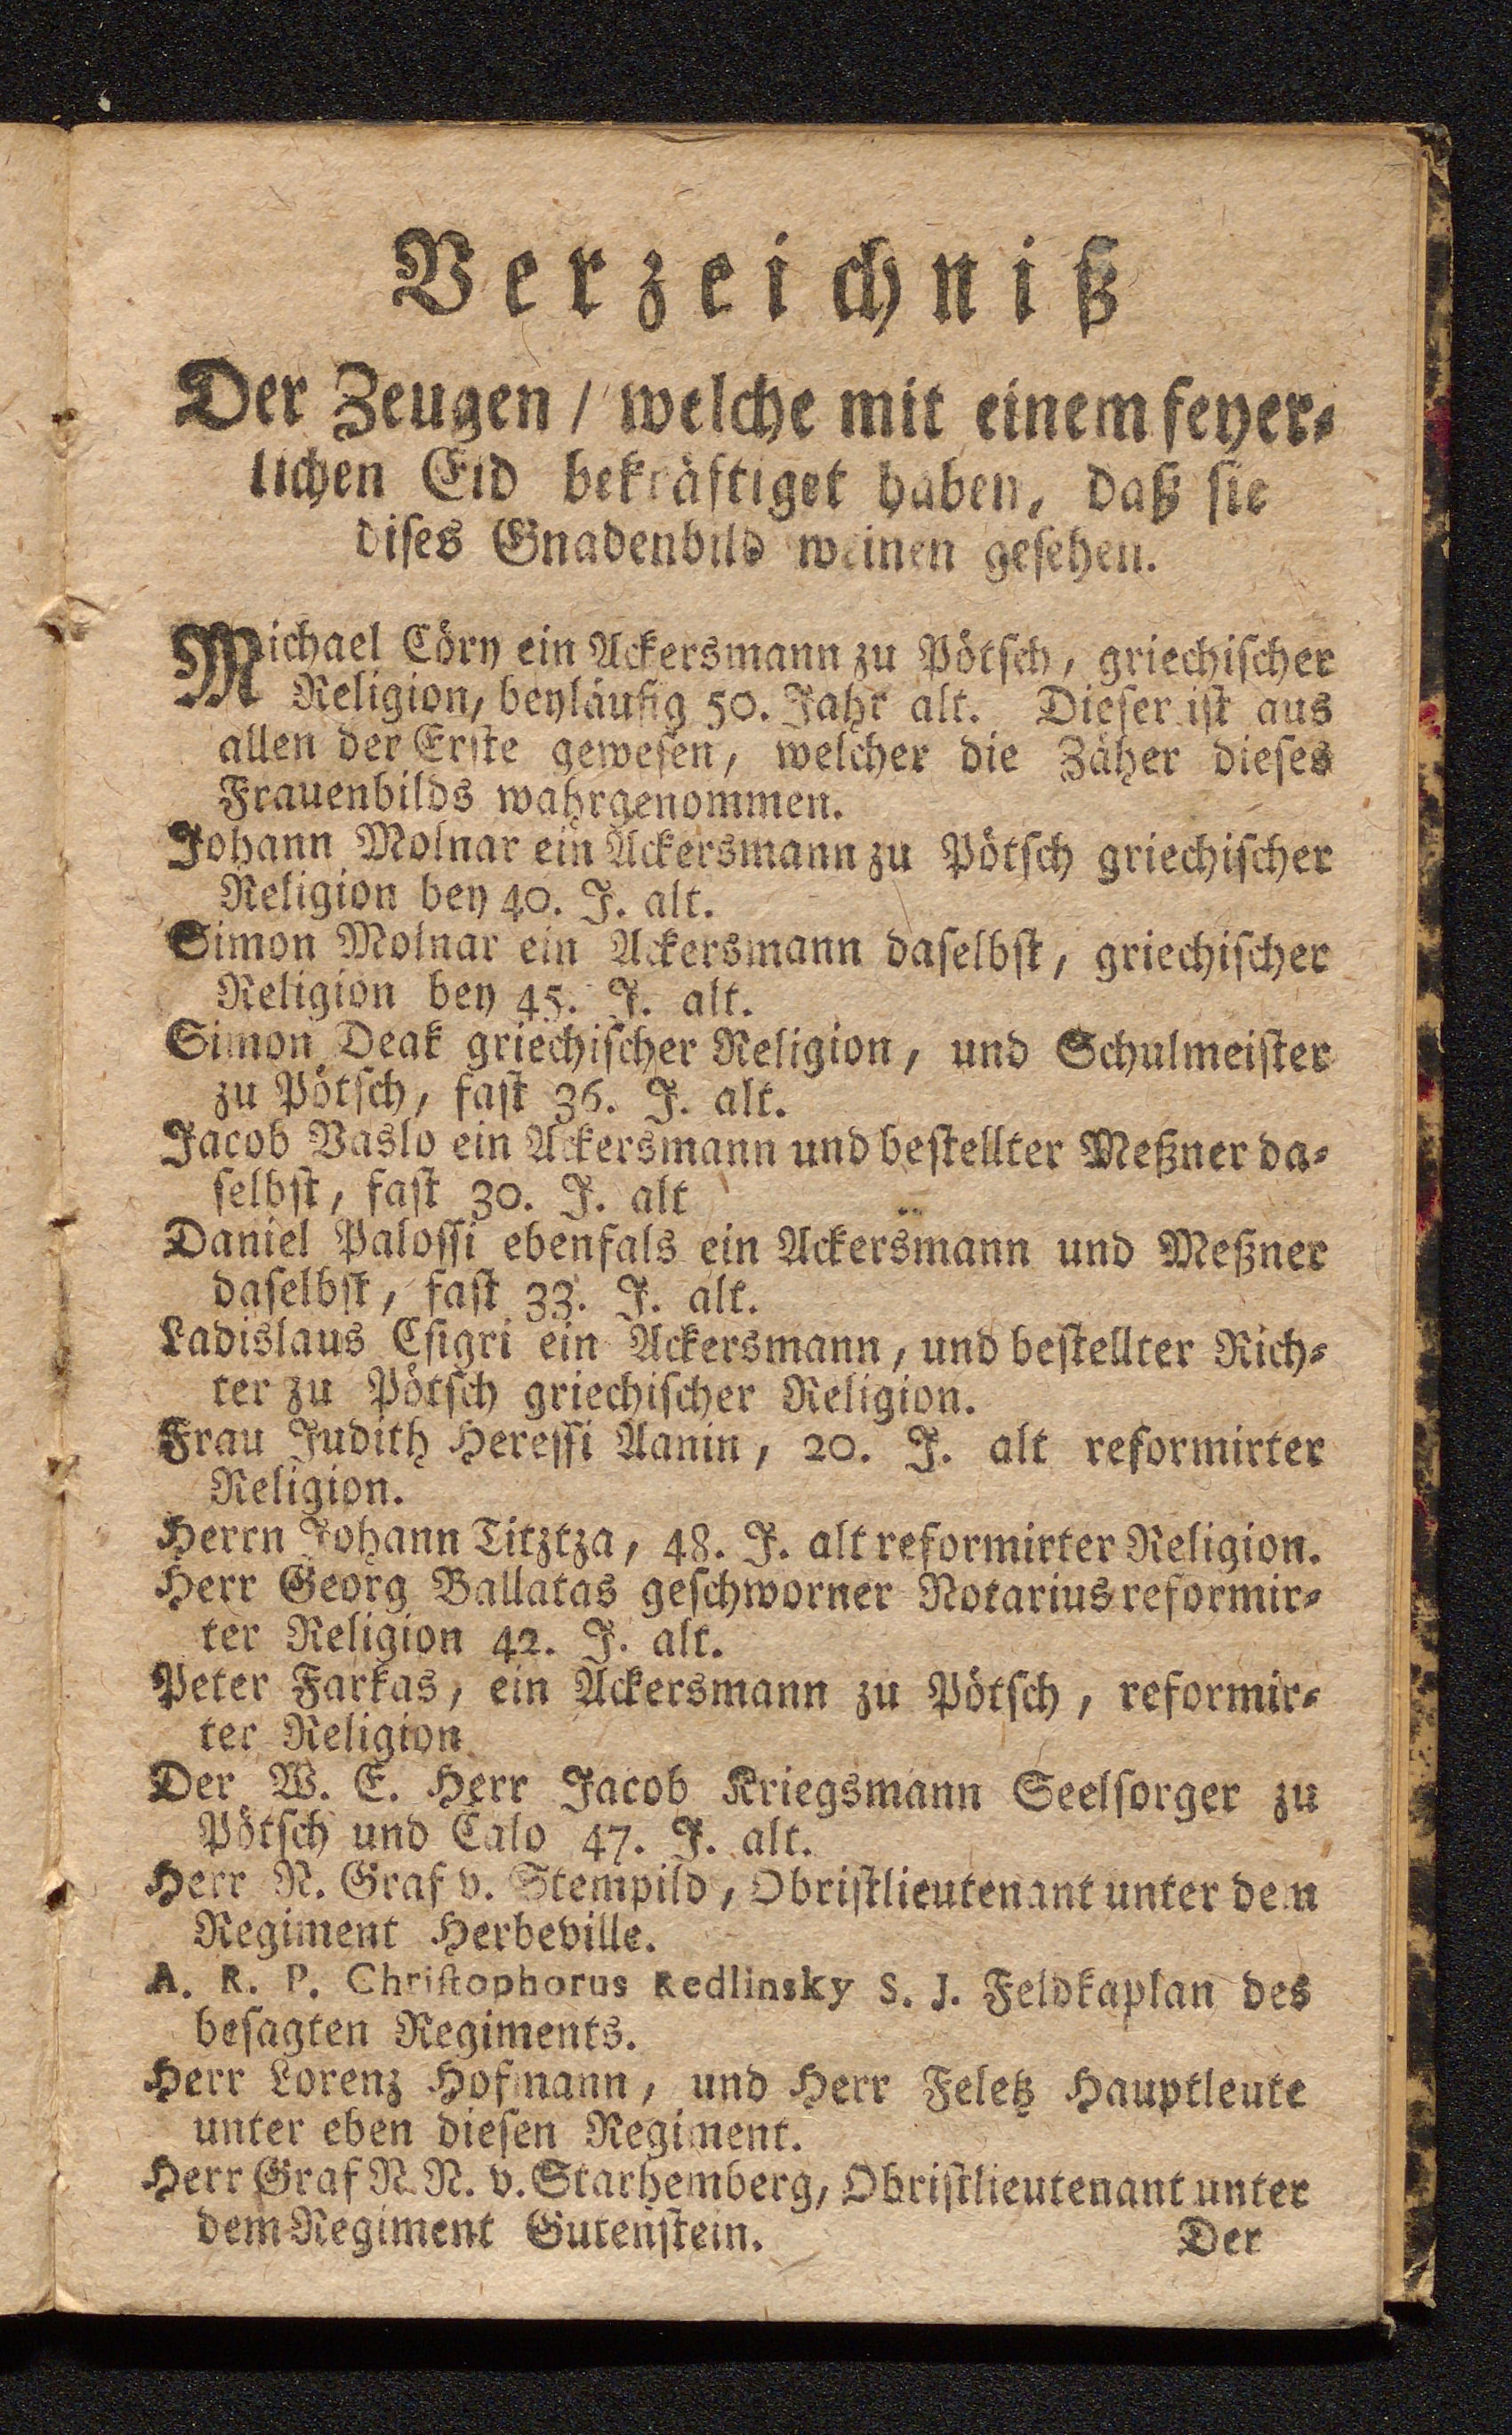 Verzeichniß
Der Zeugen / welche mit einem feyer⸗
lichen Eid bekräftiget haben, daß sie
dises Gnadenbild weinen gesehen.
Michael Cöry ein Ackersmann zu Pötsch, griechischer
Religion, beyläufig 50. Jahr alt. Dieser ist aus
allen der Erste gewesen, welcher die Zäher dieses
Frauenbilds wahrgenommen.
Johann Molnar ein Ackersmann zu Pötsch griechischer
Religion bey 40. J. alt.
Simon Molnar ein Ackersmann daselbst, griechischer
Religion bey 45. J. alt.
Simon Deak griechischer Religion, und Schulmeister
zu Pötsch, fast 36. J. alt.
Jacob Vaslo ein Ackersmann und bestellter Meßner da⸗
selbst, fast 30. J. alt
Daniel Palossi ebenfals ein Ackersmann und Meßner
daselbst, fast 33. J. alt.
Ladislaus Csigri ein Ackersmann, und bestellter Rich⸗
ter zu Pötsch griechischer Religion.
Frau Judith Heressi Aanin, 20. J. alt reformirter
Religion.
Herrn Johann Titztza, 48. J. alt reformirter Religion.
Herr Georg Ballatas geschworner Notarius reformir⸗
ter Religion 42. J. alt.
Peter Farkas, ein Ackersmann zu Pötsch, reformir⸗
ter Religion
Der W. E. Herr Jacob Kriegsmann Seelsorger zu
Pötsch und Calo 47. J. alt.
Herr N. Graf v. Stempild, Obristlieutenant unter dem
Regiment Herbeville.
A. R. P. Christophorus Redlinsky S. J. Feldkaplan des
besagten Regiments.
Herr Lorenz Hofmann, und Herr Feletz Hauptleute
unter eben diesen Regiment.
Herr Graf N. N. v. Starhemberg, Obristlieutenant unter
dem Regiment Gutenstein.
Der